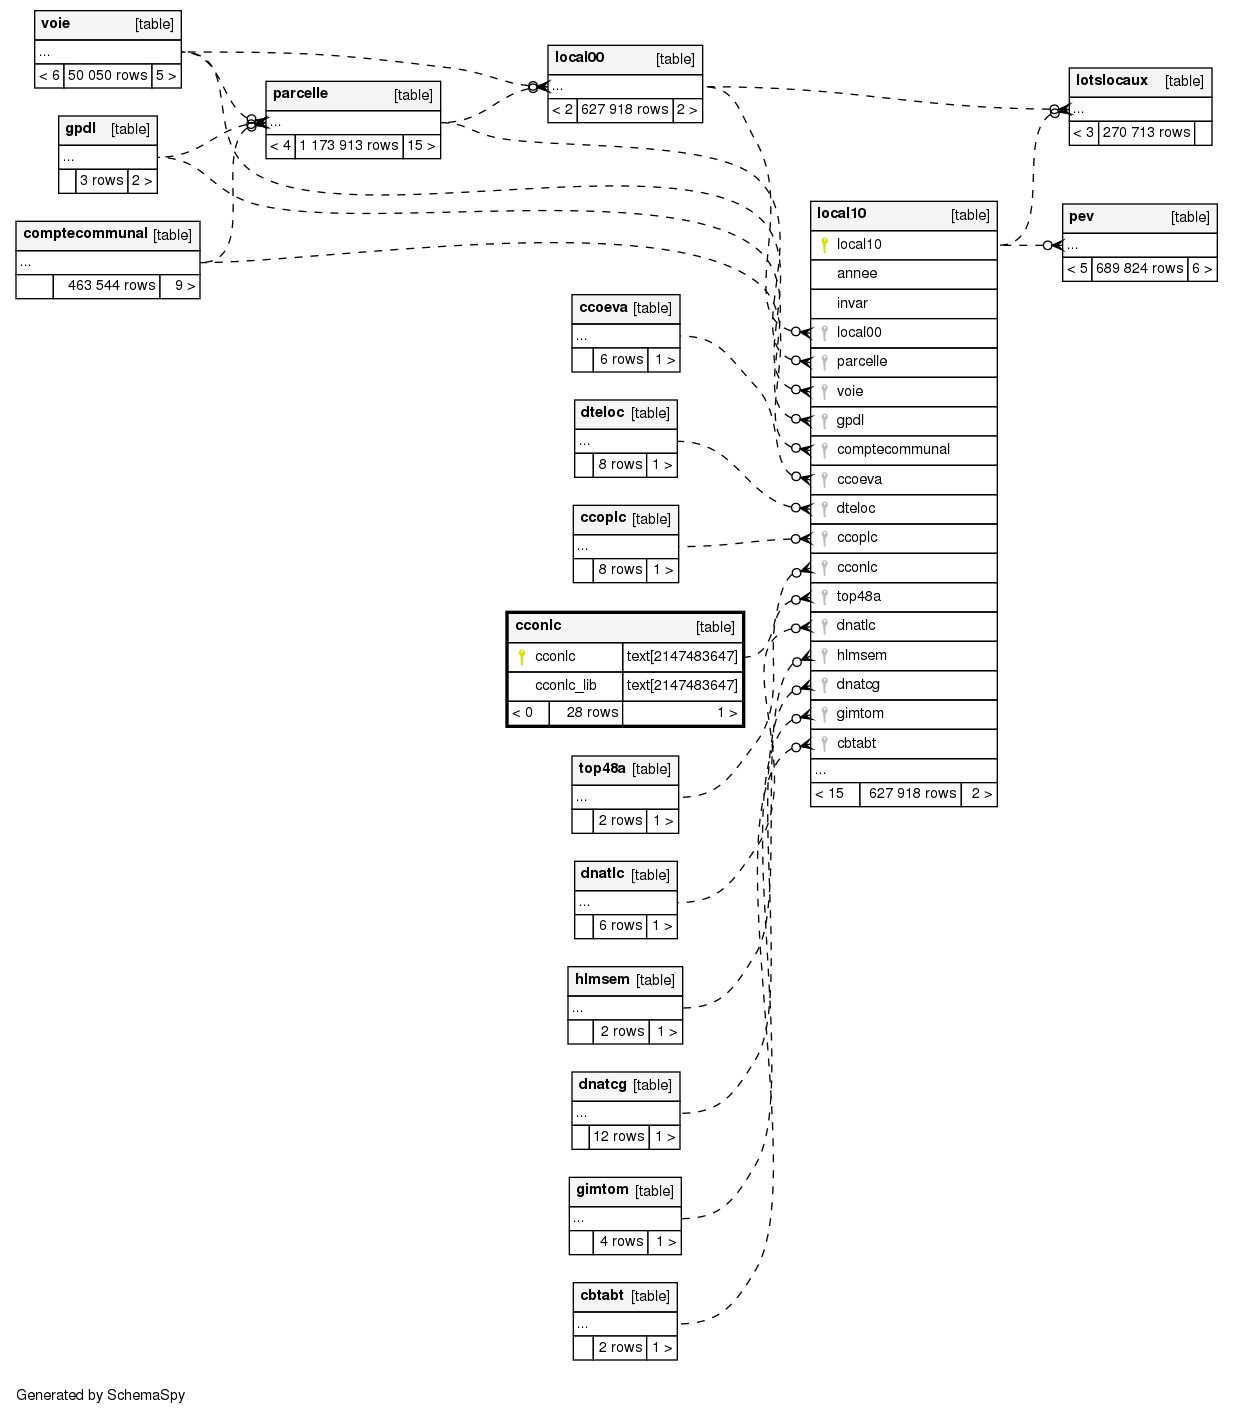 voie [table]
...
< 6 50 050 rows 5 >
gpdl [table]
...
3 rows 2 >
comptecommunal [table]
...
463 544 rows 9 >
parcelle [table]
...
< 4 1 173 913 rows 15 >
local00 [table]
...
< 2 627 918 rows 2 >
lotslocaux [table]
...
< 3 270 713 rows
pev [table]
...
< 5 689 824 rows 6 >
local10 [table]
local10
annee
invar
local00
parcelle
voie
gpdl
comptecommunal
ccoeva
dteloc
ccoplc
cconlc
top48a
dnatlc
hlmsem
dnatcg
gimtom
cbtabt
...
< 15 627 918 rows 2 >
ccoeva [table]
...
6 rows 1 >
dteloc [table]
...
8 rows 1 >
ccoplc [table]
...
8 rows 1 >
cconlc [table]
cconlc text[2147483647]
cconlc_lib text[2147483647]
< 0 28 rows 1 >
top48a [table]
...
2 rows 1 >
dnatlc [table]
...
6 rows 1 >
hlmsem [table]
...
2 rows 1 >
dnatcg [table]
...
12 rows 1 >
gimtom [table]
...
4 rows 1 >
cbtabt [table]
...
2 rows 1 >
Generated by SchemaSpy